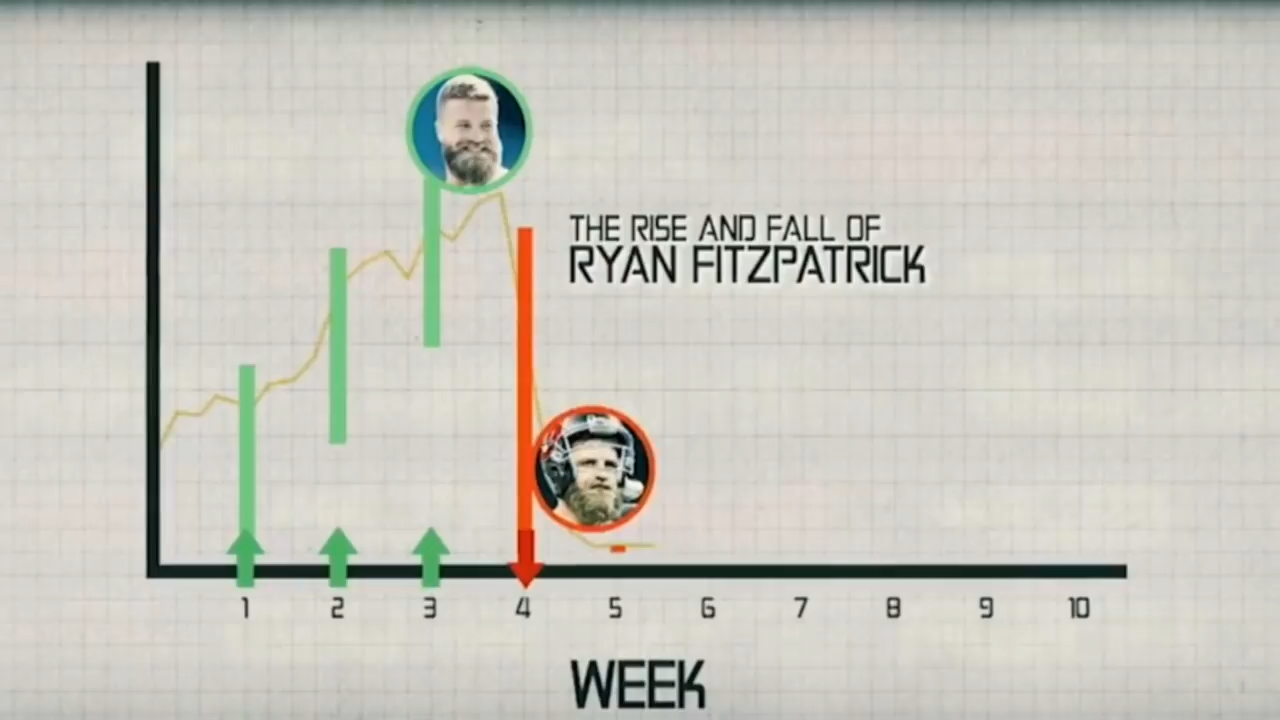 THE RISE AND FALL OF
RYAN FITZPATRICK
1 2 3 4 5 6 7 8 9 10
WEEK